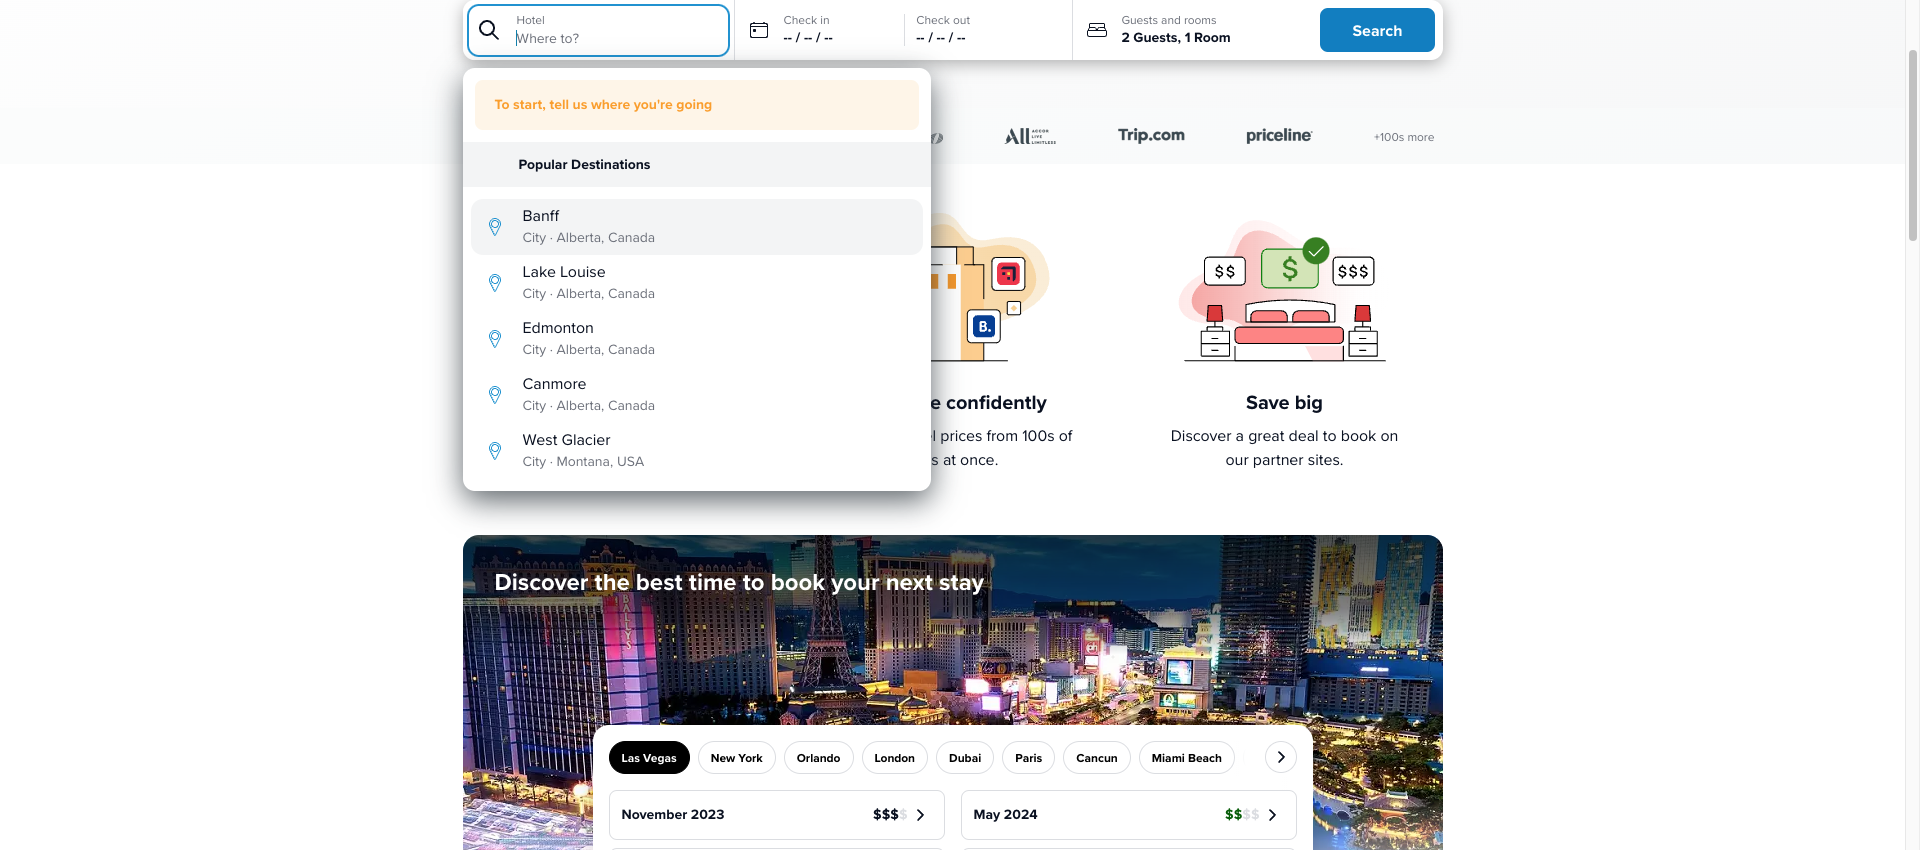 Hotel
Where to?
Check in
-- / -- / --
Check out
-- / -- / --
Guests and rooms
2 Guests, 1 Room
Search
To start, tell us where you're going
Popular Destinations
Banff
City · Alberta, Canada
Lake Louise
City · Alberta, Canada
Edmonton
City · Alberta, Canada
Canmore
City · Alberta, Canada
West Glacier
City · Montana, USA
All ACCOR LIVE LIMITLESS
Trip.com
priceline
+100s more
B.
$$
$
$$$
e confidently
l prices from 100s of
s at once.
Save big
Discover a great deal to book on
our partner sites.
Discover the best time to book your next stay
BALLYS
Las Vegas
New York
Orlando
London
Dubai
Paris
Cancun
Miami Beach
November 2023
$$$$
May 2024
$$$$